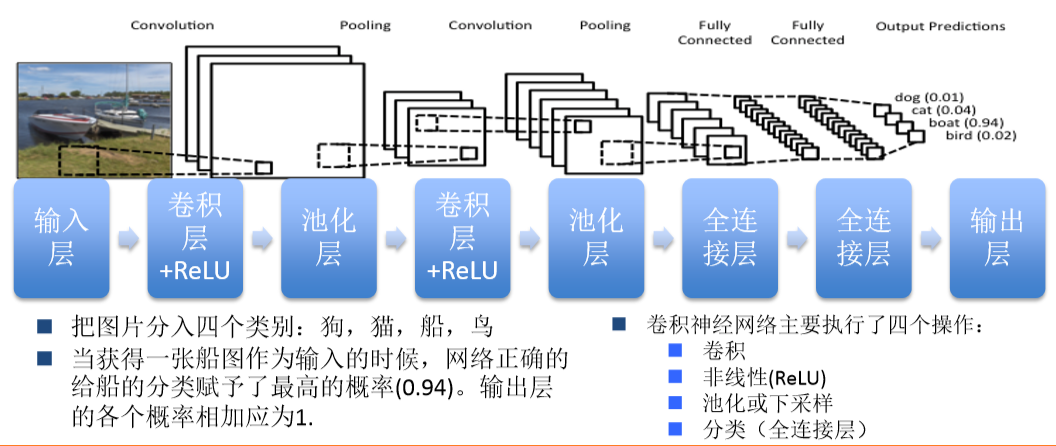 Convolution
Pooling
Convolution
Pooling
Fully
Connected
Fully
Connected
Output Predictions
dog (0.01)
cat (0.04)
boat (0.94)
bird (0.02)
输入
层
卷积
层
+ReLU
池化
层
卷积
层
+ReLU
池化
层
全连
接层
全连
接层
输出
层
把图片分入四个类别：狗，猫，船，鸟
当获得一张船图作为输入的时候，网络正确的
给船的分类赋予了最高的概率(0.94)。输出层
的各个概率相加应为1.
卷积神经网络主要执行了四个操作：
卷积
非线性(ReLU)
池化或下采样
分类（全连接层）